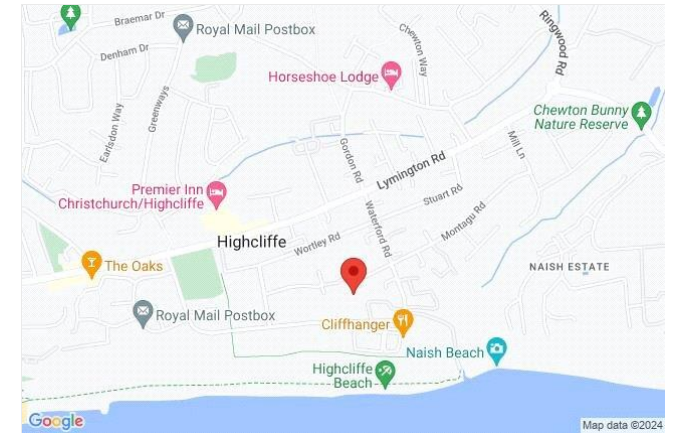 Braemar Dr
Royal Mail Postbox
Denham Dr
Chewton
Way
Ringwood
Rd
Horseshoe Lodge
Earlsdon Way
Greenways
Chewton Bunny
Nature Reserve
Gordon Rd
Lymington Rd
Mill Ln
Premier Inn
Christchurch/Highcliffe
Stuart Rd
Waterford Rd
Montagu Rd
Highcliffe
Wortley Rd
The Oaks
NAISH ESTATE
Royal Mail Postbox
Cliffhanger
Naish Beach
Highcliffe
Beach
Google
Map data ©2024